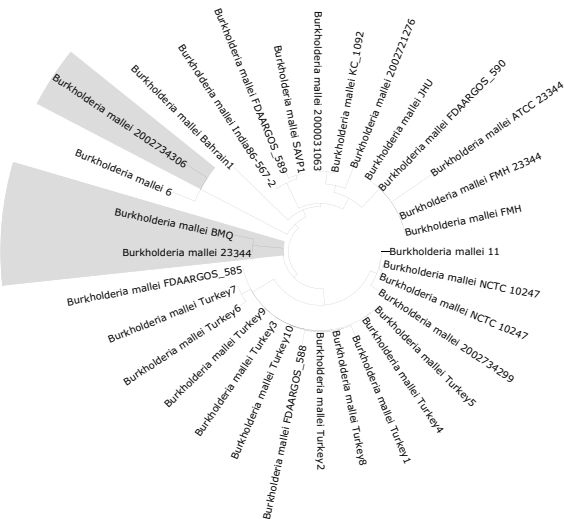 Burkholderia mallei 11
Burkholderia mallei FMH
Burkholderia mallei FMH 23344
Burkholderia mallei ATCC 23344
Burkholderia mallei FDAARGOS_590
Burkholderia mallei JHU
Burkholderia mallei 2002721276
Burkholderia mallei KC_1092
Burkholderia mallei 2000031063
Burkholderia mallei SAVP1
Burkholderia mallei FDAARGOS_589
Burkholderia mallei India86-567-2
Burkholderia mallei Bahrain1
Burkholderia mallei 2002734306
Burkholderia mallei 6
Burkholderia mallei BMQ
Burkholderia mallei 23344
Burkholderia mallei FDAARGOS_585
Burkholderia mallei Turkey7
Burkholderia mallei Turkey6
Burkholderia mallei Turkey9
Burkholderia mallei Turkey3
Burkholderia mallei Turkey10
Burkholderia mallei FDAARGOS_588
Burkholderia mallei Turkey2
Burkholderia mallei Turkey8
Burkholderia mallei Turkey1
Burkholderia mallei Turkey4
Burkholderia mallei Turkey5
Burkholderia mallei 2002734299
Burkholderia mallei NCTC 10247
Burkholderia mallei NCTC 10247